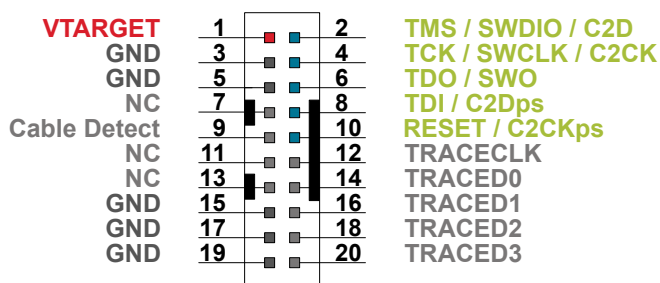 VTARGET 1 2 TMS / SWDIO / C2D
GND 3 4 TCK / SWCLK / C2CK
GND 5 6 TDO / SWO
NC 7 8 TDI / C2Dps
Cable Detect 9 10 RESET / C2CKps
NC 11 12 TRACECLK
NC 13 14 TRACED0
GND 15 16 TRACED1
GND 17 18 TRACED2
GND 19 20 TRACED3